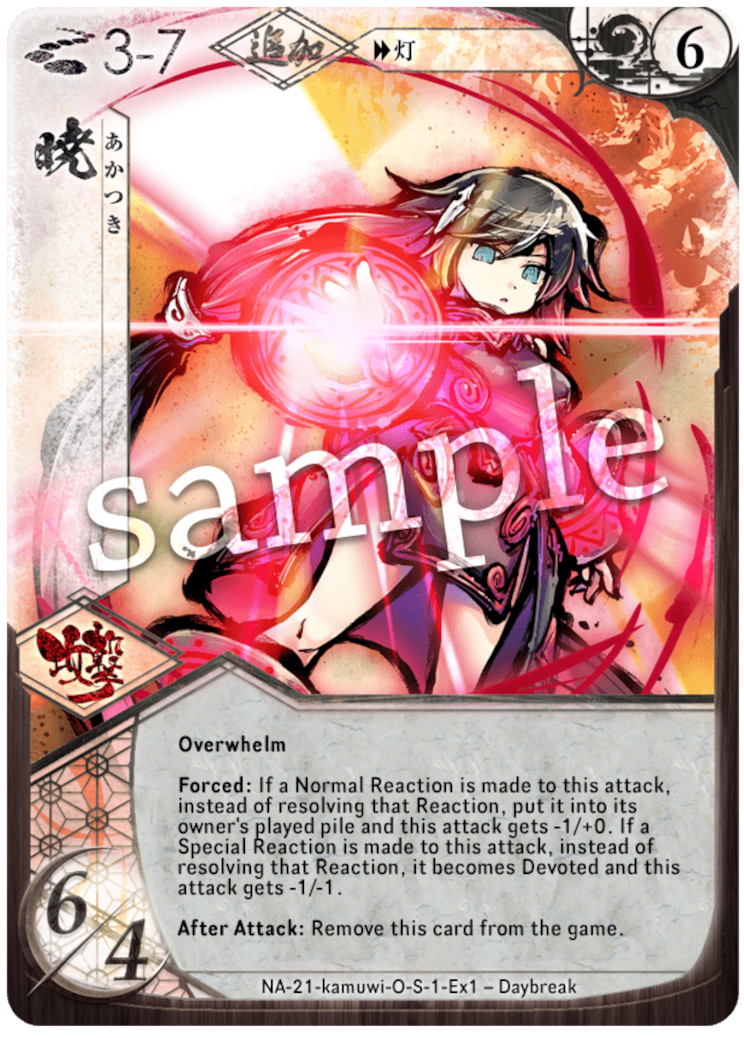 3-7
追加
灯
6
暁
あかつき
sample
攻撃
Overwhelm
Forced: If a Normal Reaction is made to this attack,
instead of resolving that Reaction, put it into its
owner's played pile and this attack gets -1/+0. If a
Special Reaction is made to this attack, instead of
resolving that Reaction, it becomes Devoted and this
attack gets -1/-1.
After Attack: Remove this card from the game.
6/4
NA-21-kamuwi-O-S-1-Ex1 – Daybreak